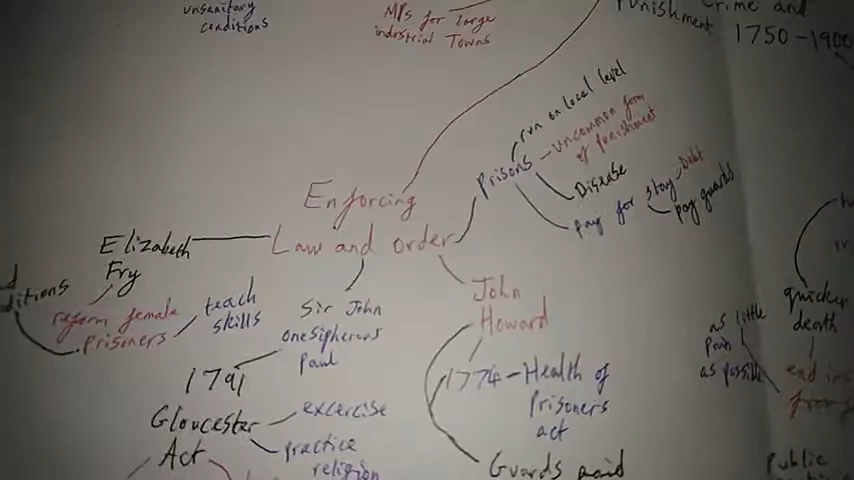 unsanitary
conditions
MPs for large
industrial Towns
Crime and
Punishment
1750-1900
run on local level
Prisons
uncommon form
of punishment
Disease
pay for stay
Debt
pay guards
Enforcing
Law and order
Elizabeth
Fry
reform female
prisoners
teach
skills
Sir John
onesipherous
Paul
1791
Gloucester
Act
excercise
practice
religion
John
Howard
1774 - Health of
Prisoners
act
Guards paid
quicker
death
as little
pain
as possible
Public